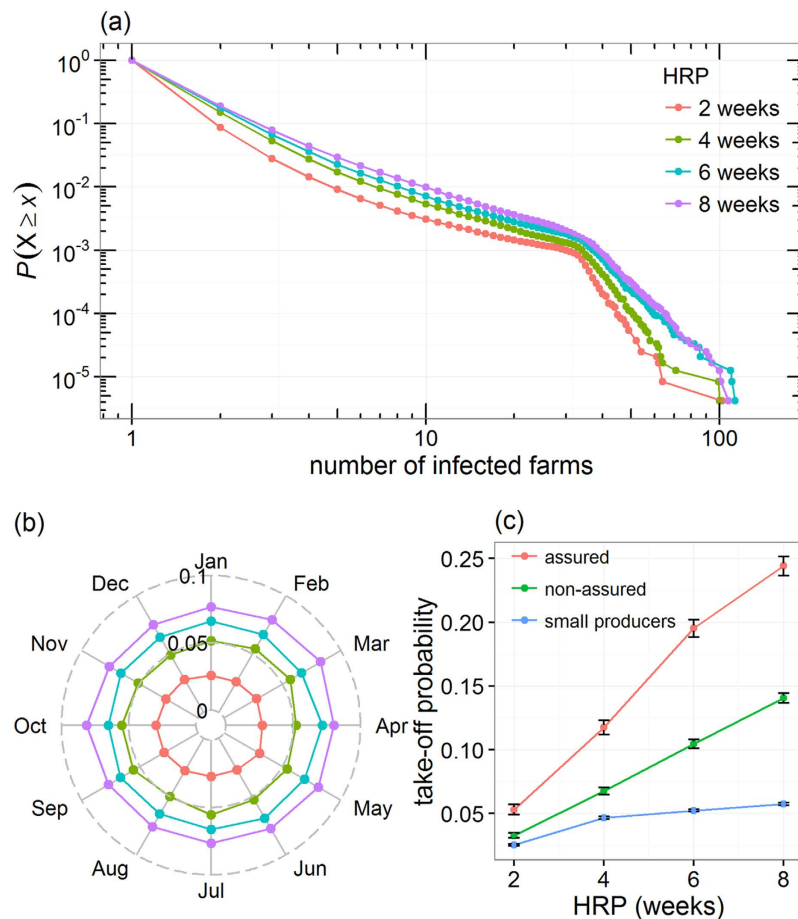 (a)
HRP
2 weeks
4 weeks
6 weeks
8 weeks
10⁰
10⁻¹
10⁻²
10⁻³
10⁻⁴
10⁻⁵
P(X ≥ x)
1
10
100
number of infected farms
(b)
Jan
Feb
Mar
Apr
May
Jun
Jul
Aug
Sep
Oct
Nov
Dec
0.1
0.05
0
(c)
assured
non-assured
small producers
0.25
0.20
0.15
0.10
0.05
take-off probability
2
4
6
8
HRP (weeks)